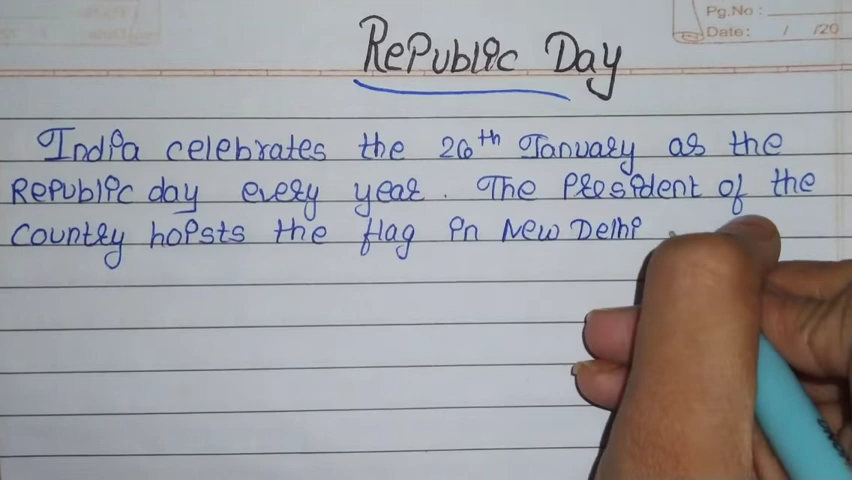 Pg.No:
Date: / /20
Republic Day
India celebrates the 26th January as the
Republic day every year. The President of the
Country hoists the flag in New Delhi